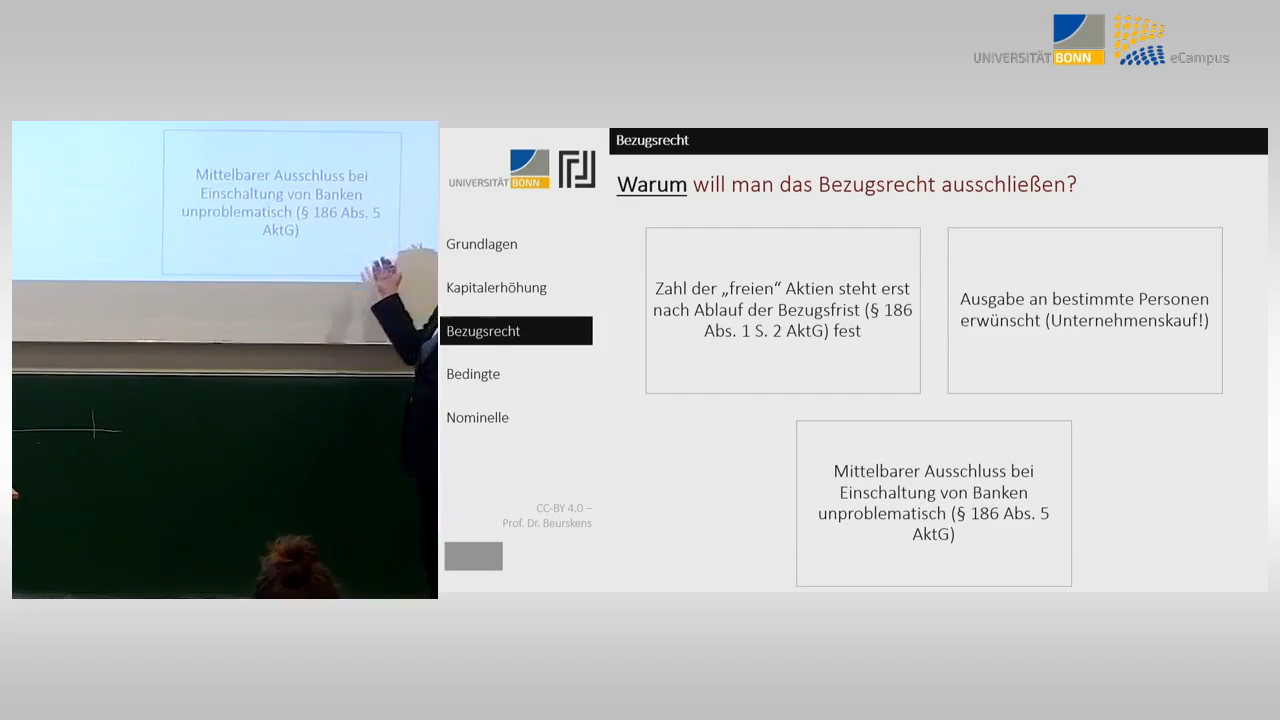 UNIVERSITÄT BONN eCampus
Mittelbarer Ausschluss bei
Einschaltung von Banken
unproblematisch (§ 186 Abs. 5
AktG)
UNIVERSITÄT BONN
Grundlagen
Kapitalerhöhung
Bezugsrecht
Bedingte
Nominelle
CC-BY 4.0 –
Prof. Dr. Beurskens
Bezugsrecht
Warum will man das Bezugsrecht ausschließen?
Zahl der „freien“ Aktien steht erst
nach Ablauf der Bezugsfrist (§ 186
Abs. 1 S. 2 AktG) fest
Ausgabe an bestimmte Personen
erwünscht (Unternehmenskauf!)
Mittelbarer Ausschluss bei
Einschaltung von Banken
unproblematisch (§ 186 Abs. 5
AktG)